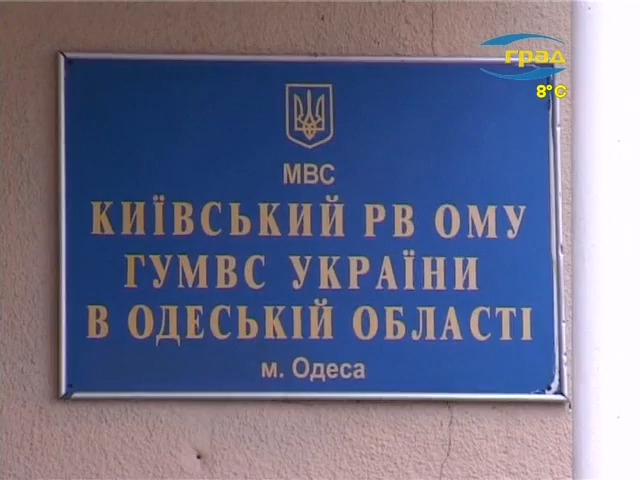 град
8°C
МВС
КИЇВСЬКИЙ РВ ОМУ
ГУМВС УКРАЇНИ
В ОДЕСЬКІЙ ОБЛАСТІ
м. Одеса